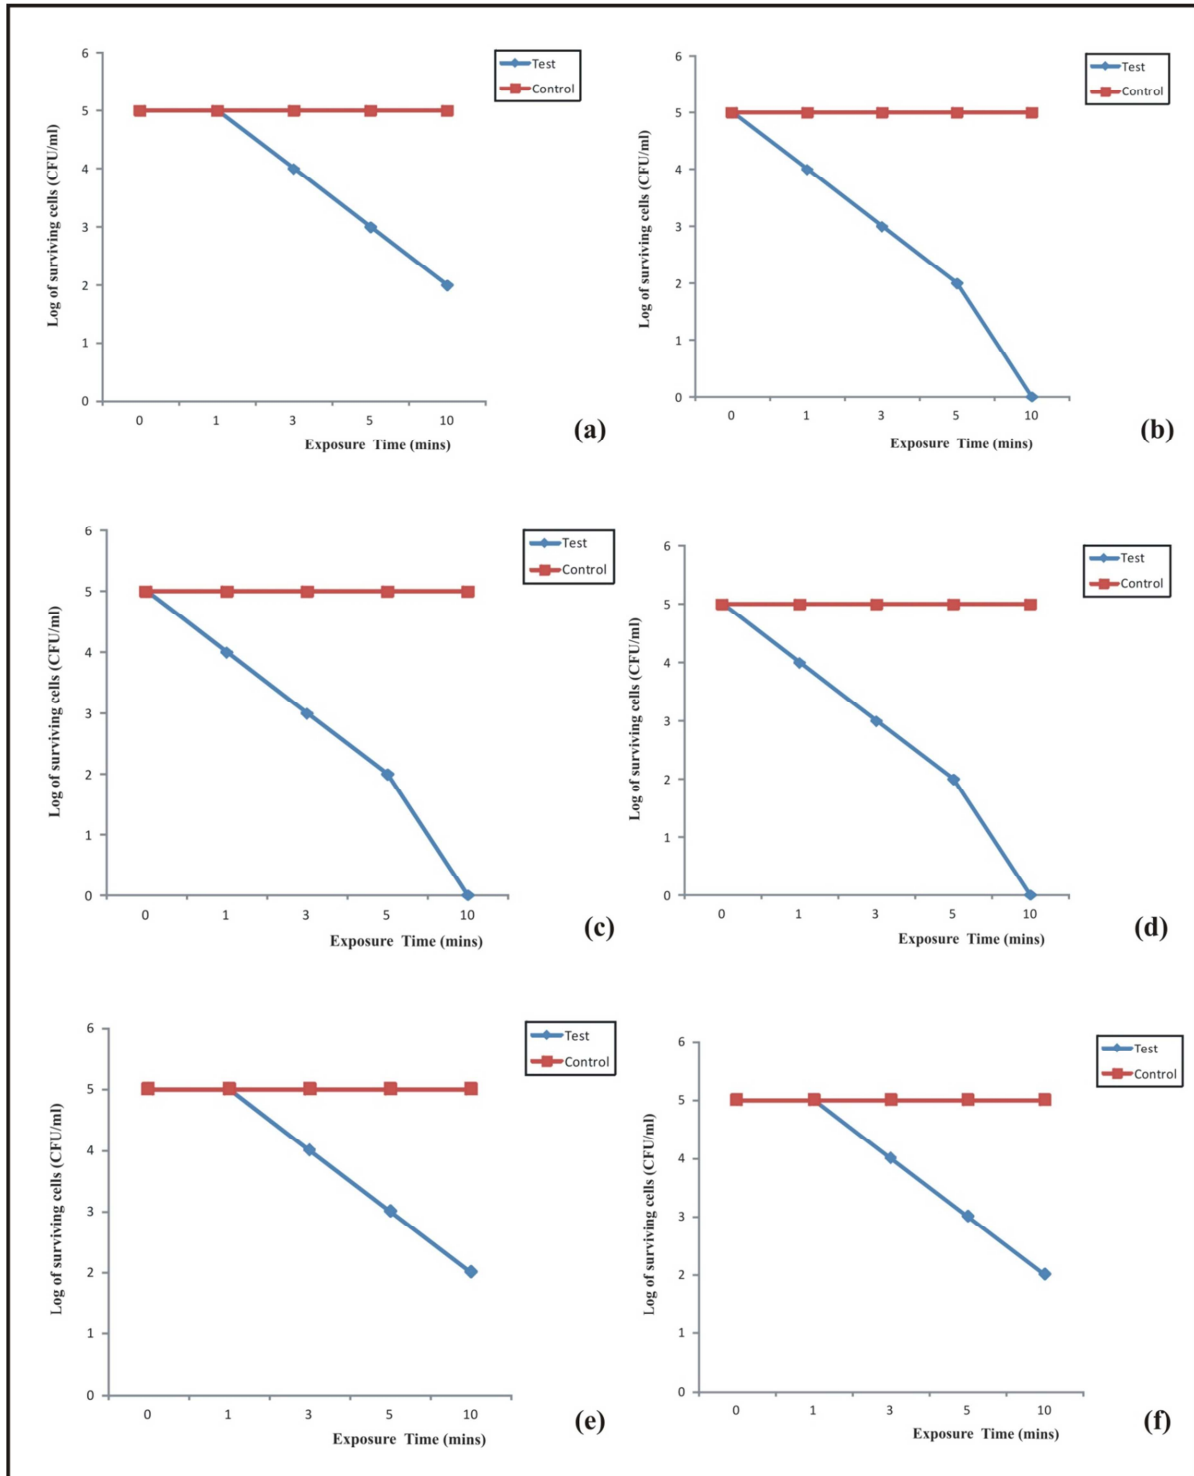 6
5
4
3
2
1
0
Log of surviving cells (CFU/ml)
0 1 3 5 10
Exposure Time (mins)
Test
Control
(a)
6
5
4
3
2
1
0
Log of surviving cells (CFU/ml)
0 1 3 5 10
Exposure Time (mins)
Test
Control
(b)
6
5
4
3
2
1
0
Log of surviving cells (CFU/ml)
0 1 3 5 10
Exposure Time (mins)
Test
Control
(c)
6
5
4
3
2
1
0
Log of surviving cells (CFU/ml)
0 1 3 5 10
Exposure Time (mins)
Test
Control
(d)
6
5
4
3
2
1
0
Log of surviving cells (CFU/ml)
0 1 3 5 10
Exposure Time (mins)
Test
Control
(e)
6
5
4
3
2
1
0
Log of surviving cells (CFU/ml)
0 1 3 5 10
Exposure Time (mins)
Test
Control
(f)